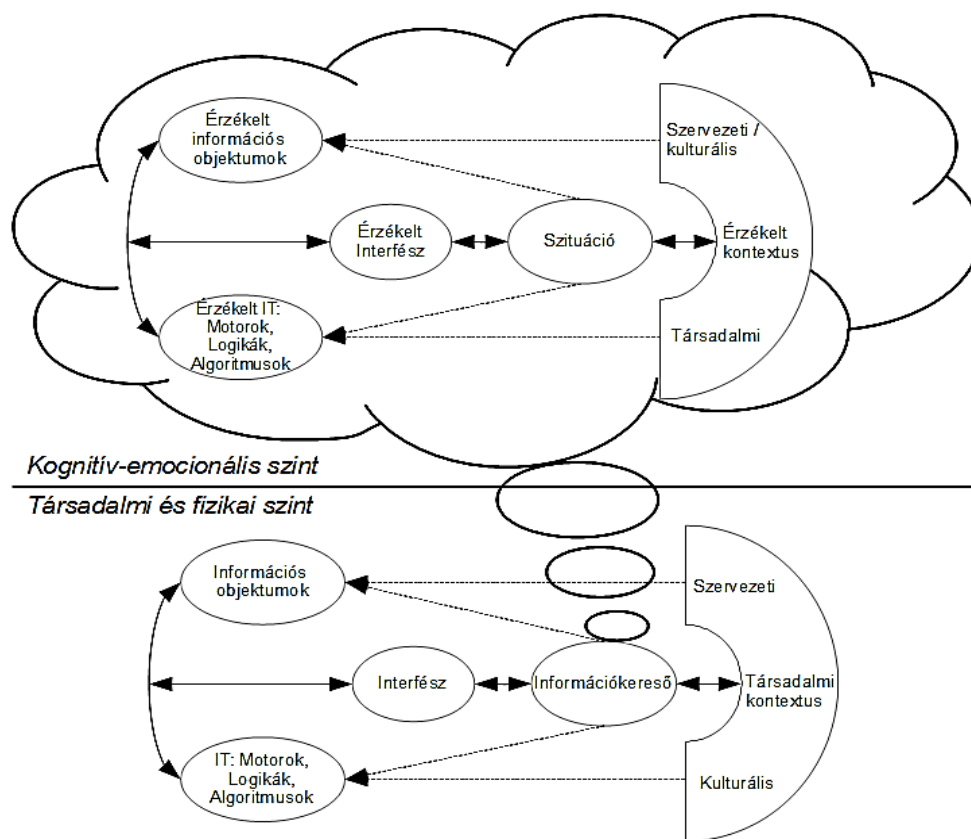 Érzékelt
információs
objektumok
Szervezeti /
kulturális
Érzékelt
Interfész
Szituáció
Érzékelt
kontextus
Érzékelt IT:
Motorok,
Logikák,
Algoritmusok
Társadalmi
Kognitív-emocionális szint
Társadalmi és fizikai szint
Információs
objektumok
Szervezeti
Interfész
Információkereső
Társadalmi
kontextus
IT: Motorok,
Logikák,
Algoritmusok
Kulturális